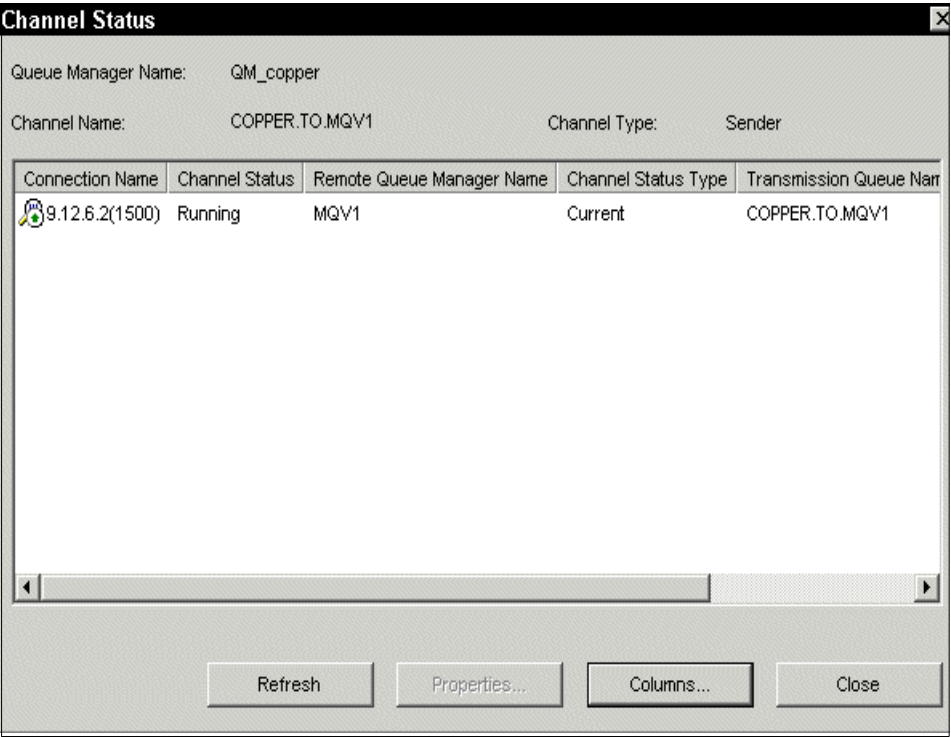 Channel Status
Queue Manager Name: QM_copper
Channel Name: COPPER.TO.MQV1 Channel Type: Sender
Connection Name Channel Status Remote Queue Manager Name Channel Status Type Transmission Queue Nam
9.12.6.2(1500) Running MQV1 Current COPPER.TO.MQV1
Refresh Properties... Columns... Close